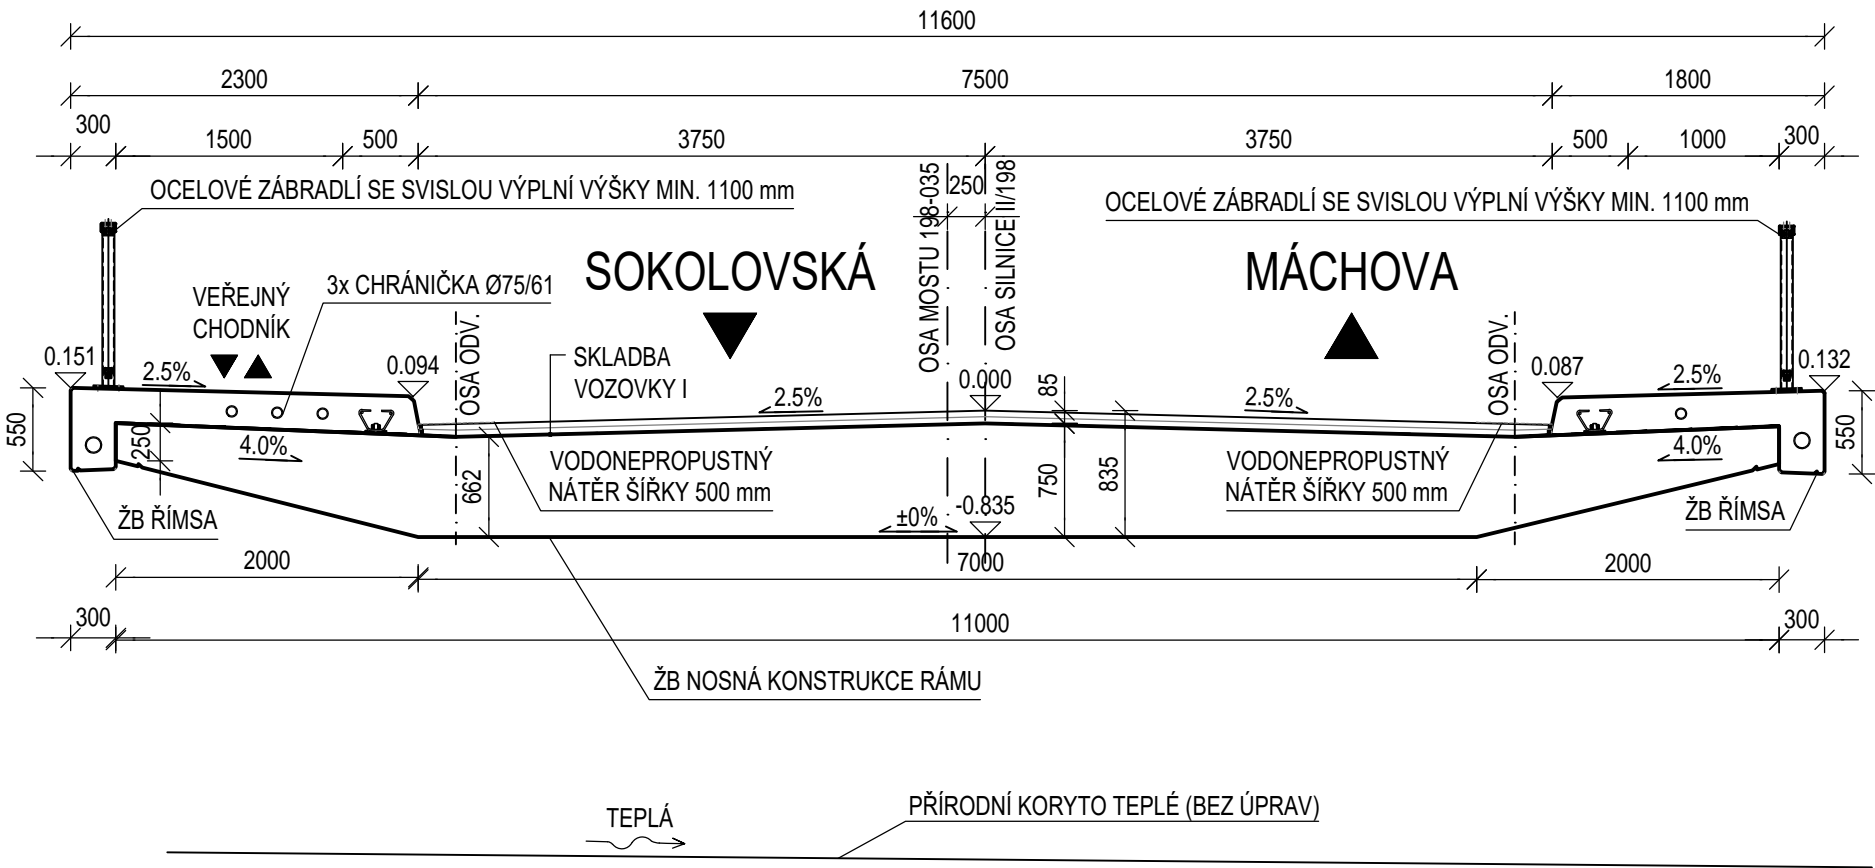 11600
2300 7500 1800
300 1500 500 3750 3750 500 1000 300
OCELOVÉ ZÁBRADLÍ SE SVISLOU VÝPLNÍ VÝŠKY MIN. 1100 mm
250
OCELOVÉ ZÁBRADLÍ SE SVISLOU VÝPLNÍ VÝŠKY MIN. 1100 mm
OSA MOSTU 198-035
OSA SILNICE II/198
SOKOLOVSKÁ
MÁCHOVA
VEŘEJNÝ
CHODNÍK
3x CHRÁNIČKA Ø75/61
OSA ODV.
OSA ODV.
SKLADBA
VOZOVKY I
0.151
2.5%
0.094
2.5%
0.000
85
2.5%
0.087
2.5%
0.132
550
250
4.0%
662
VODONEPROPUSTNÝ
NÁTĚR ŠÍŘKY 500 mm
750
835
VODONEPROPUSTNÝ
NÁTĚR ŠÍŘKY 500 mm
4.0%
550
ŽB ŘÍMSA
±0%
-0.835
ŽB ŘÍMSA
2000 7000 2000
300 11000 300
ŽB NOSNÁ KONSTRUKCE RÁMU
TEPLÁ
PŘÍRODNÍ KORYTO TEPLÉ (BEZ ÚPRAV)